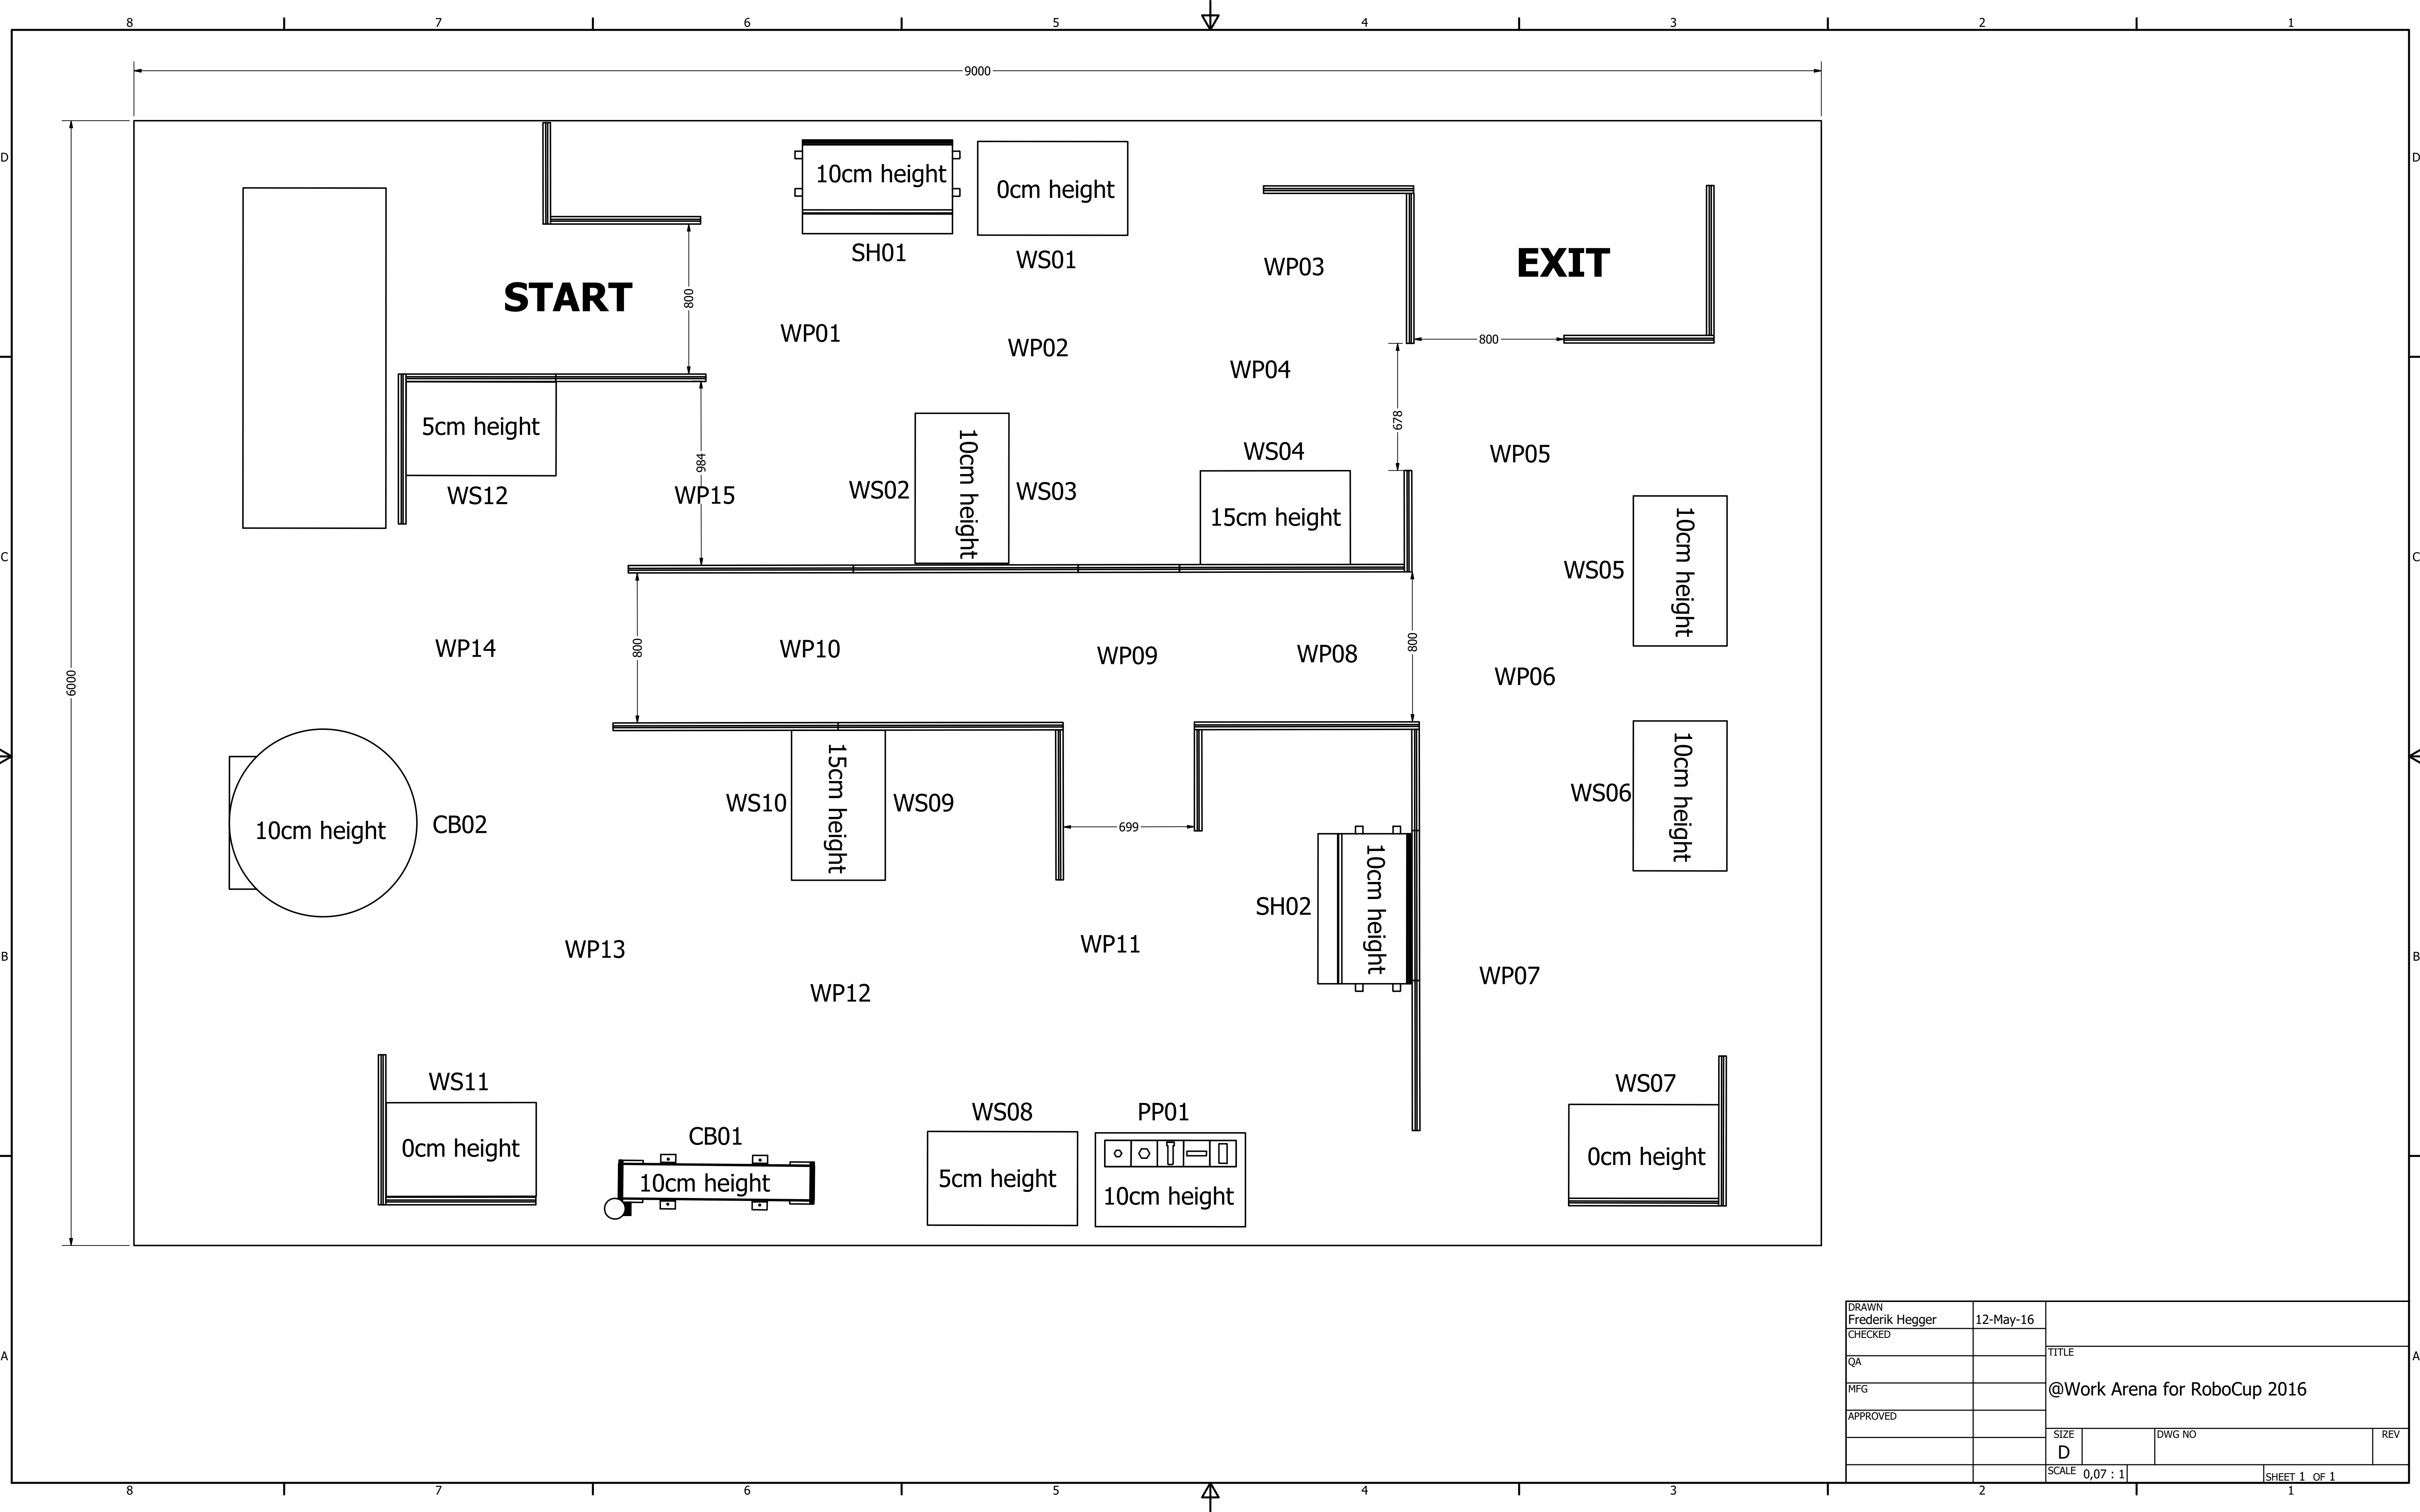 8 7 6 5 4 3 2 1
9000
D D
10cm height
0cm height
SH01
WS01
WP03
EXIT
START
800
WP01
WP02
800
WP04
5cm height
678
984
WS04
WP05
WS12
WP15
WS02
10cm height
WS03
15cm height
10cm height
C C
WS05
WP14
800
WP10
WP09
WP08
800
WP06
6000
10cm height
CB02
WS10
15cm height
WS09
699
WS06
10cm height
SH02
10cm height
WP13
WP11
B B
WP12
WP07
WS11
WS07
WS08
PP01
CB01
0cm height
10cm height
5cm height
10cm height
0cm height
DRAWN
Frederik Hegger 12-May-16
CHECKED
QA
MFG
APPROVED
TITLE
@Work Arena for RoboCup 2016
A A
SIZE
D
DWG NO
REV
SCALE 0,07 : 1
SHEET 1 OF 1
8 7 6 5 4 3 2 1